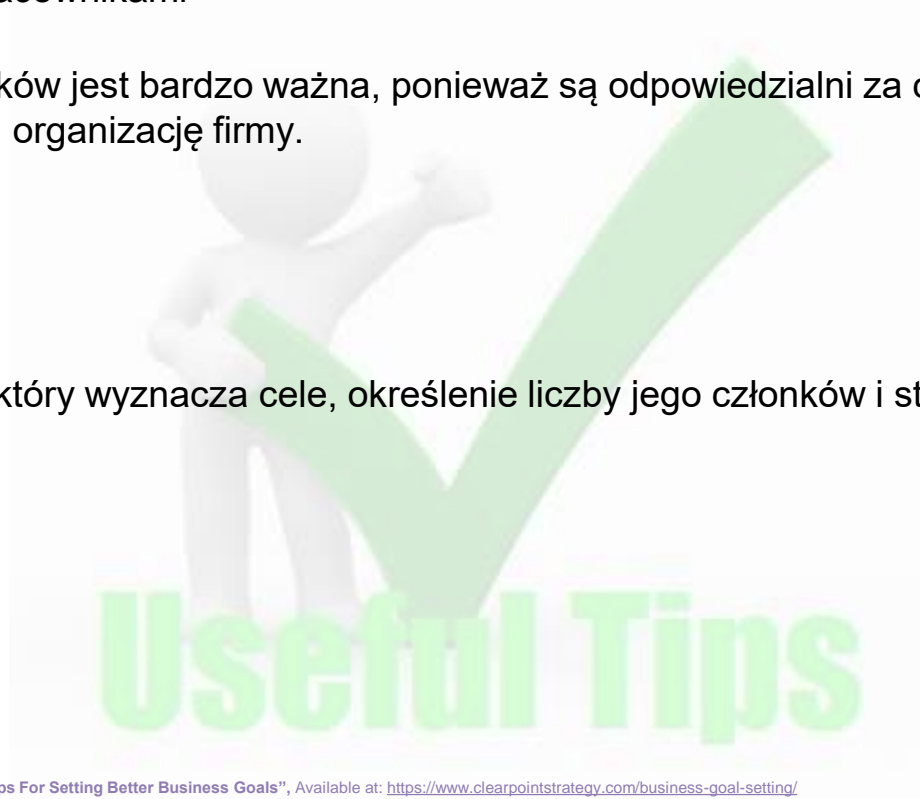 ków jest bardzo ważna, ponieważ są odpowiedzialni za
organizację firmy.
który wyznacza cele, określenie liczby jego członków i st
Useful Tips
ps For Setting Better Business Goals”, Available at: https://www.clearpointstrategy.com/business-goal-setting/